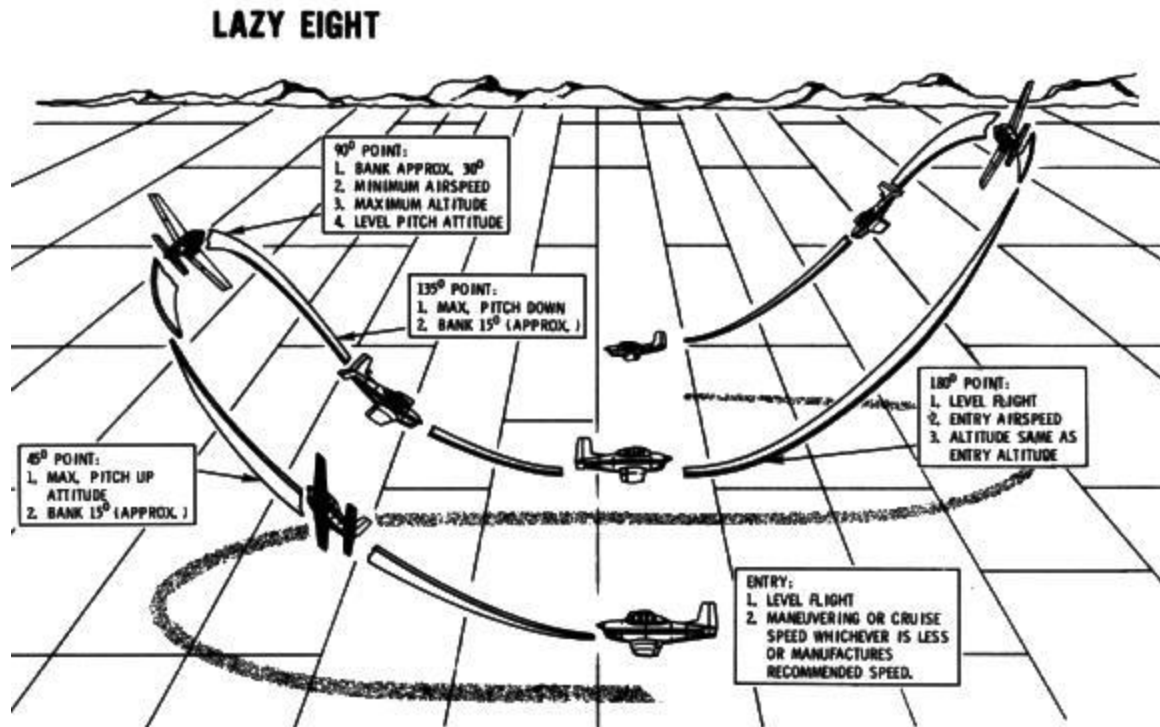 LAZY EIGHT
90° POINT:
1. BANK APPROX. 30°
2. MINIMUM AIRSPEED
3. MAXIMUM ALTITUDE
4. LEVEL PITCH ATTITUDE
135° POINT:
1. MAX. PITCH DOWN
2. BANK 15° (APPROX.)
180° POINT:
1. LEVEL FLIGHT
2. ENTRY AIRSPEED
3. ALTITUDE SAME AS
ENTRY ALTITUDE
45° POINT:
1. MAX. PITCH UP
ATTITUDE
2. BANK 15° (APPROX.)
ENTRY:
1. LEVEL FLIGHT
2. MANEUVERING OR CRUISE
SPEED WHICHEVER IS LESS
OR MANUFACTURES
RECOMMENDED SPEED.